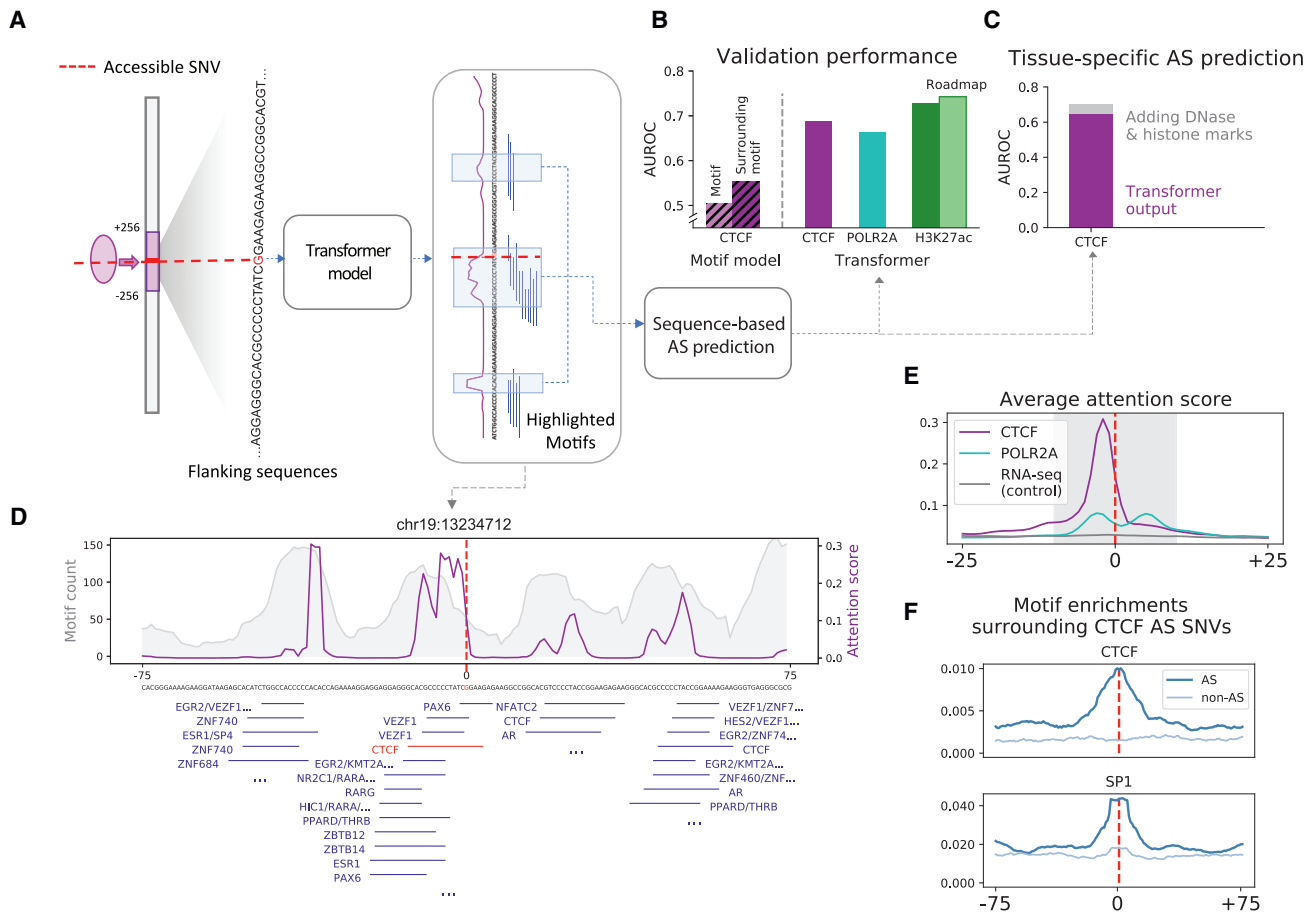 A
Accessible SNV
+256
-256
...AGGAGGGCACGCCCCCTATCGGAAGAGAAGGCCGGCACGT...
Flanking sequences
Transformer
model
Highlighted
Motifs
Sequence-based
AS prediction
B
Validation performance
AUROC
0.8
0.7
0.6
0.5
Motif
Surrounding
motif
Roadmap
CTCF
CTCF
POLR2A
H3K27ac
Motif model
Transformer
C
Tissue-specific AS prediction
AUROC
0.8
0.6
0.4
0.2
0.0
Adding DNase
& histone marks
Transformer
output
CTCF
D
chr19:13234712
Motif count
150
100
50
0
Attention score
0.3
0.2
0.1
0.0
-75
0
75
CACGGGAAAAGAAGGATAAGAGCACATCTGGCCACCCCCACACCAGAAAAGGAGGAGGAGGGCACGCCCCCTATCGGAAGAGAAGGCCGGCACGTCCCCTACCGGAAGAGAAGGGCACGCCCCCTACCGGAAAAGAAGGGTGAGGGCGCG
EGR2/VEZF1...
ZNF740
ESR1/SP4
ZNF740
ZNF684
...
PAX6
VEZF1
VEZF1
CTCF
EGR2/KMT2A...
NR2C1/RARA...
RARG
HIC1/RARA/...
PPARD/THRB
ZBTB12
ZBTB14
ESR1
PAX6
...
NFATC2
CTCF
AR
...
VEZF1/ZNF7...
HES2/VEZF1...
EGR2/ZNF74...
CTCF
EGR2/KMT2A...
ZNF460/ZNF...
AR
PPARD/THRB
...
E
Average attention score
0.3
0.2
0.1
CTCF
POLR2A
RNA-seq
(control)
-25
0
+25
F
Motif enrichments
surrounding CTCF AS SNVs
CTCF
0.010
0.005
0.000
AS
non-AS
SP1
0.040
0.020
0.000
-75
0
+75